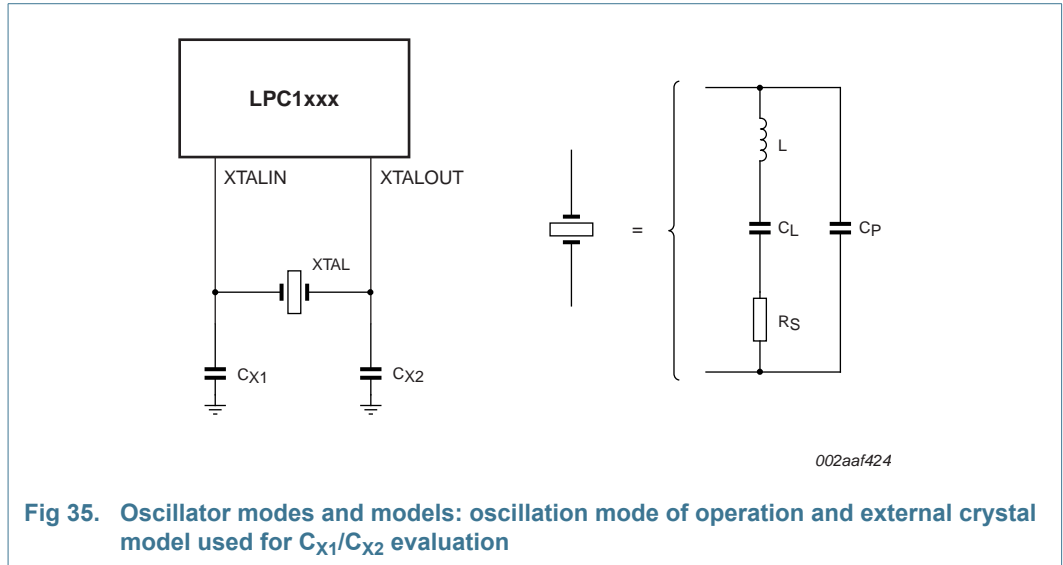 LPC1xxx
XTALIN
XTALOUT
XTAL
CX1
CX2
=
L
CL
CP
RS
002aaf424
Fig 35. Oscillator modes and models: oscillation mode of operation and external crystal
model used for CX1/CX2 evaluation